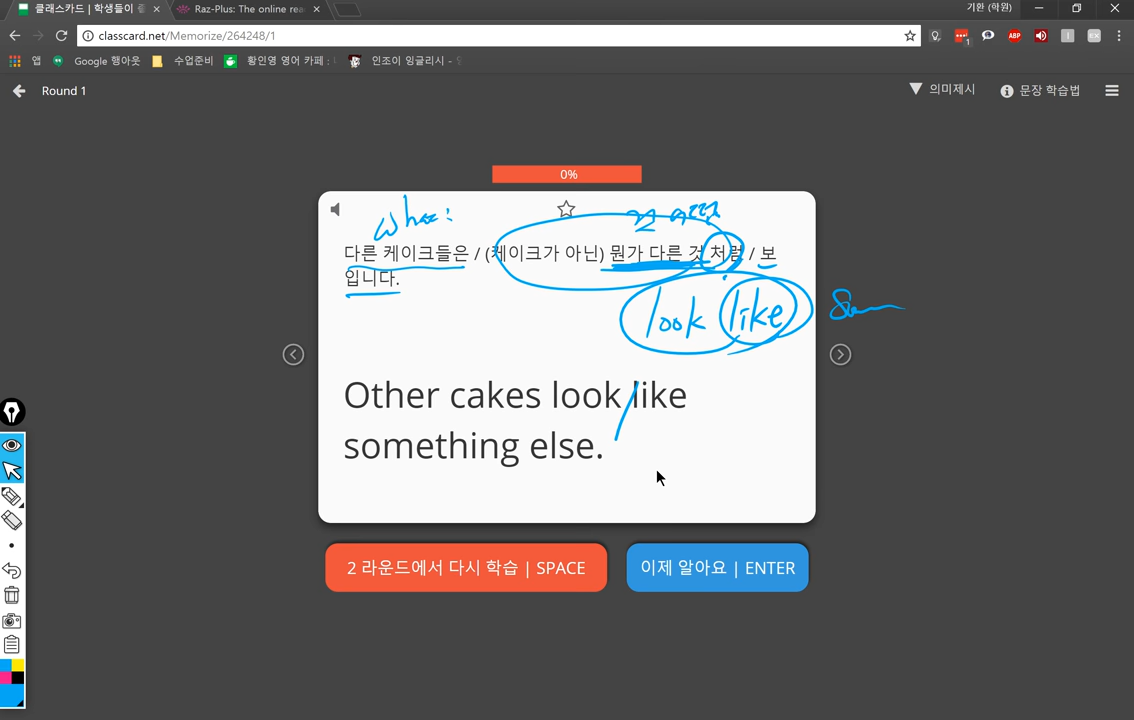 클래스카드 | 학생들이 좋
Raz-Plus: The online rea
기환 (학원)
classcard.net/Memorize/264248/1
앱
Google 행아웃
수업준비
황인영 영어 카페 :
인조이 잉글리시 -
Round 1
의미제시
문장 학습법
0%
다른 케이크들은 / (케이크가 아닌) 뭔가 다른 것 처럼 / 보
입니다.
look like
Other cakes look like
something else.
2 라운드에서 다시 학습 | SPACE
이제 알아요 | ENTER